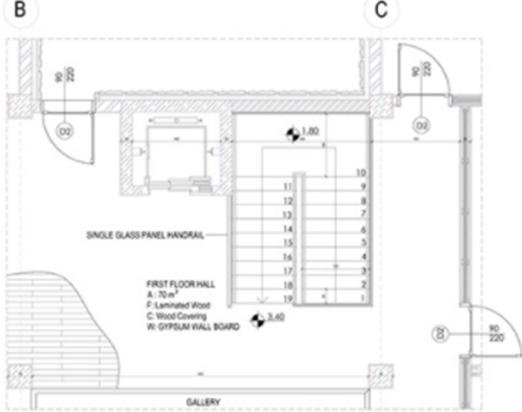 B
C
90
220
D2
90
220
D2
1.80
10
11
9
12
8
13
7
14
6
15
5
16
4
17
3
18
2
19
1
SINGLE GLASS PANEL HANDRAIL
FIRST FLOOR HALL
A : 70 m²
F: Laminated Wood
C: Wood Covering
W: GYPSUM WALL BOARD
3.40
D2
90
220
GALLERY